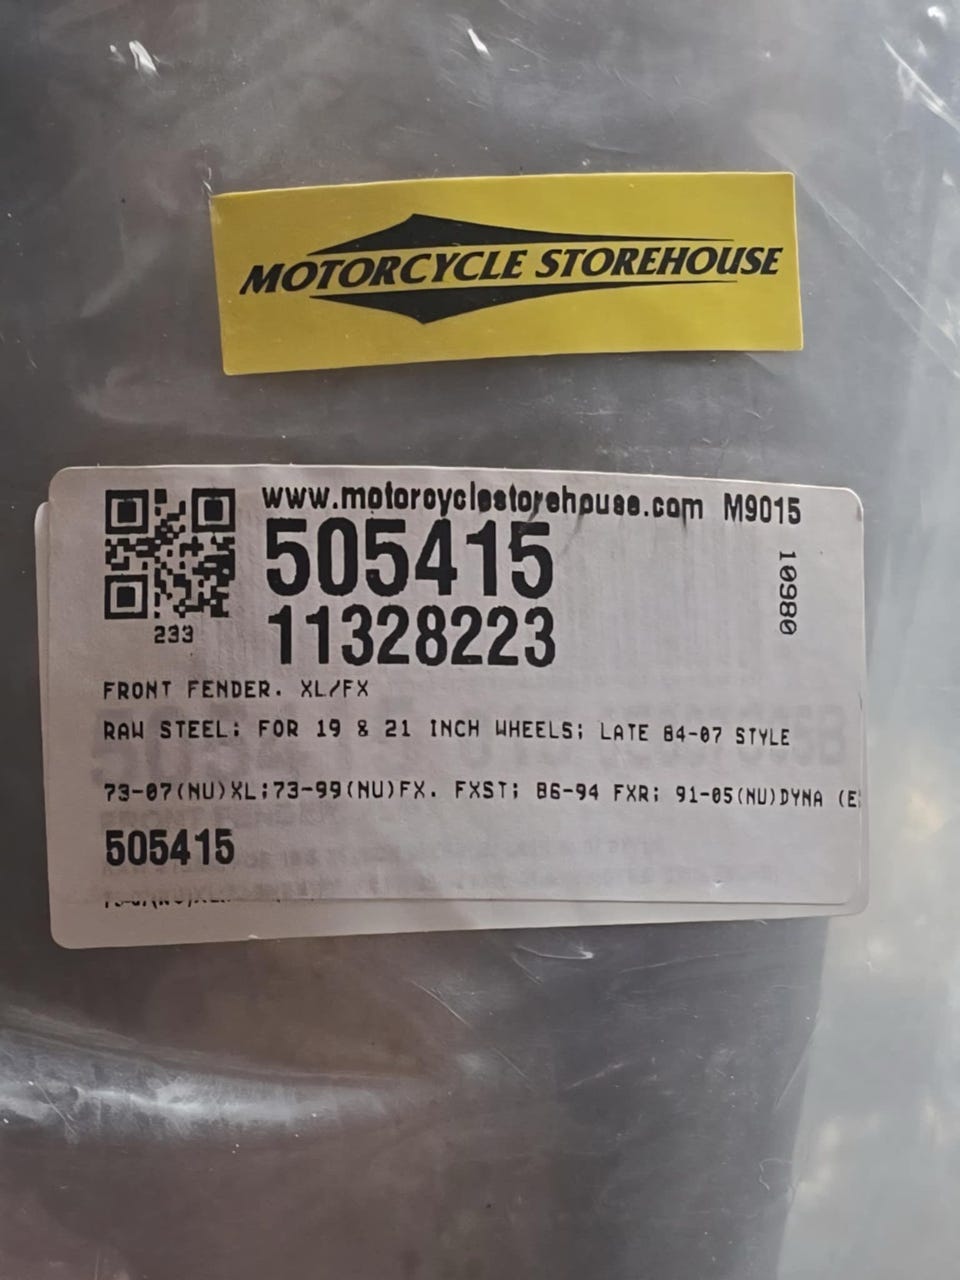 MOTORCYCLE STOREHOUSE
www.motorcyclestorehouse.com M9015
505415
11328223
10980
233
FRONT FENDER. XL/FX
RAW STEEL; FOR 19 & 21 INCH WHEELS; LATE 84-07 STYLE
73-07(NU)XL;73-99(NU)FX. FXST; 86-94 FXR; 91-05(NU)DYNA (E
505415